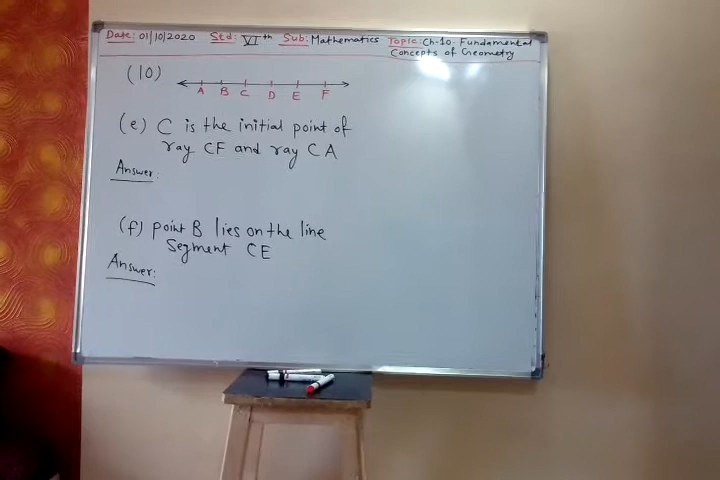 Date: 01/10/2020 Std: VI th Sub: Mathematics Topic: Ch-10 Fundamental
Concepts of Geometry
(10)
A B C D E F
(e) C is the initial point of
ray CF and ray CA
Answer:
(f) point B lies on the line
Segment CE
Answer: